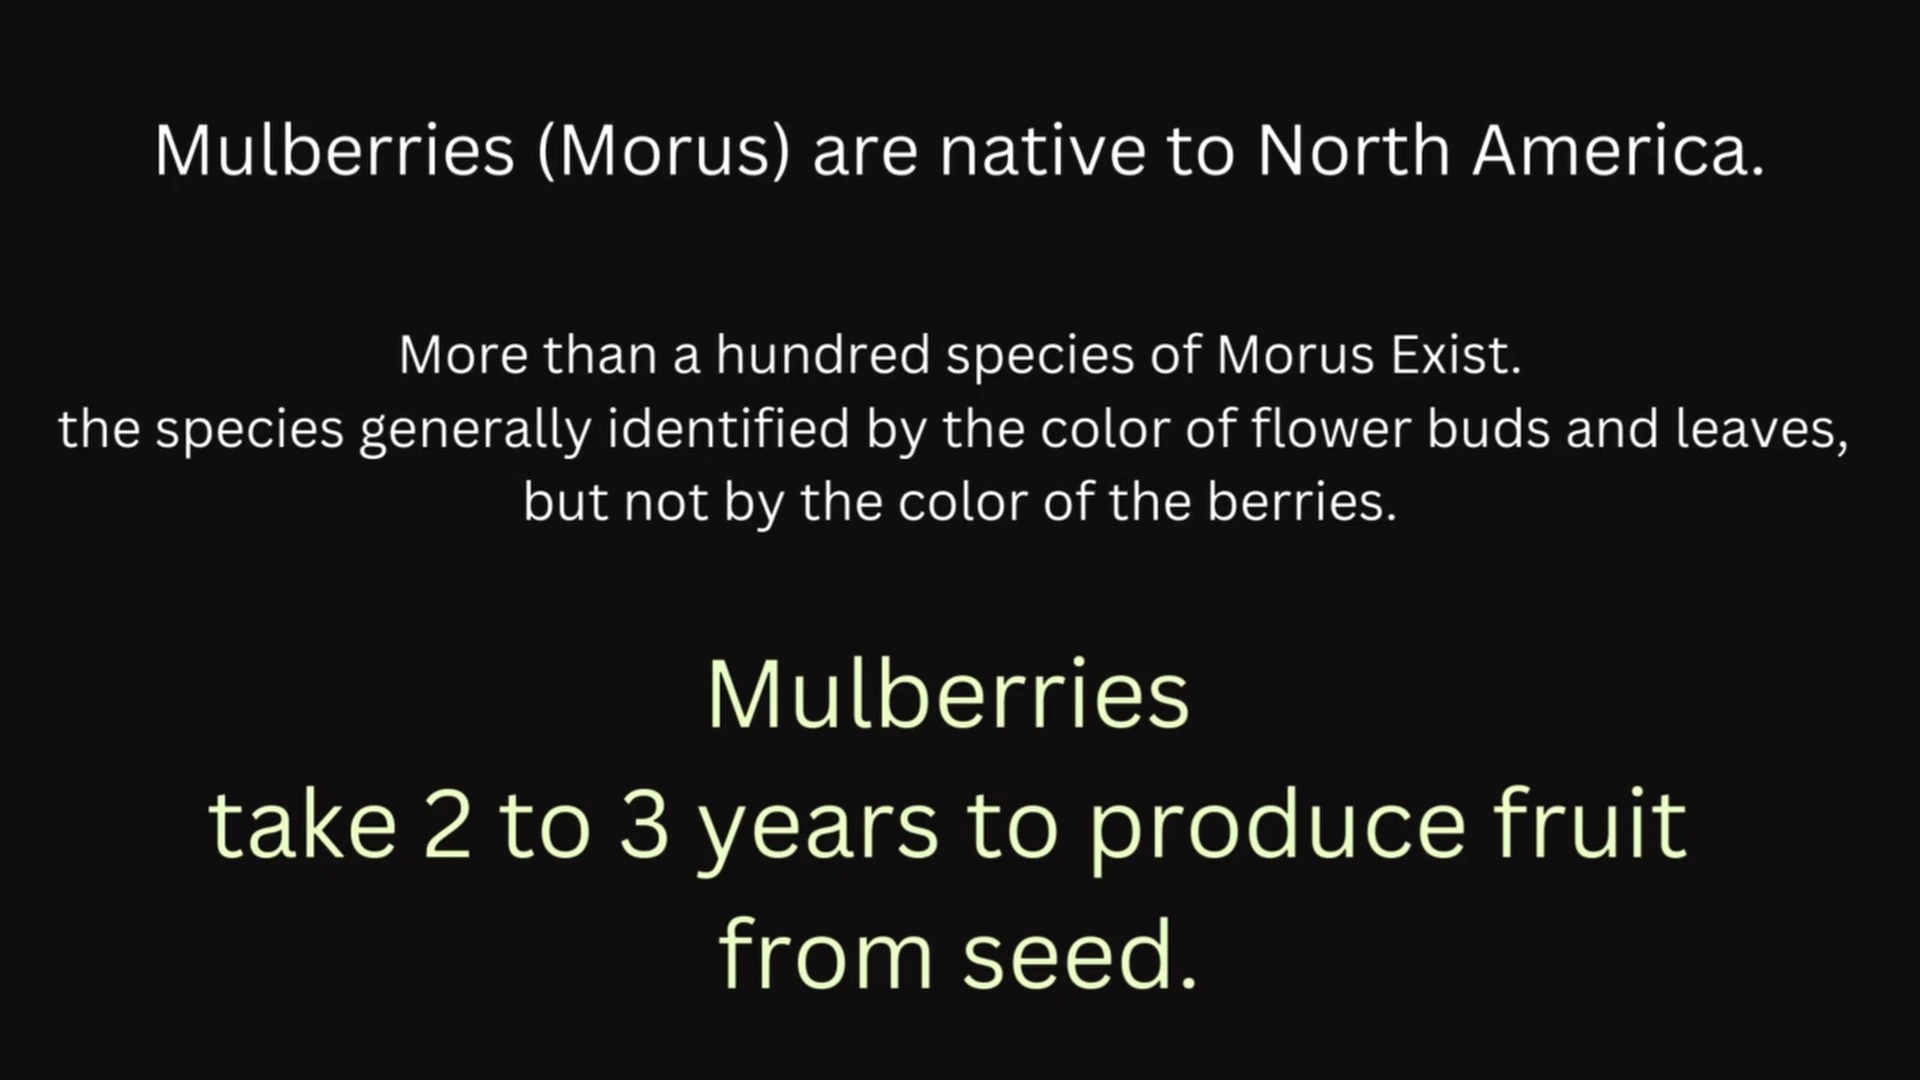 Mulberries (Morus) are native to North America.
More than a hundred species of Morus Exist.
the species generally identified by the color of flower buds and leaves,
but not by the color of the berries.
Mulberries
take 2 to 3 years to produce fruit
from seed.